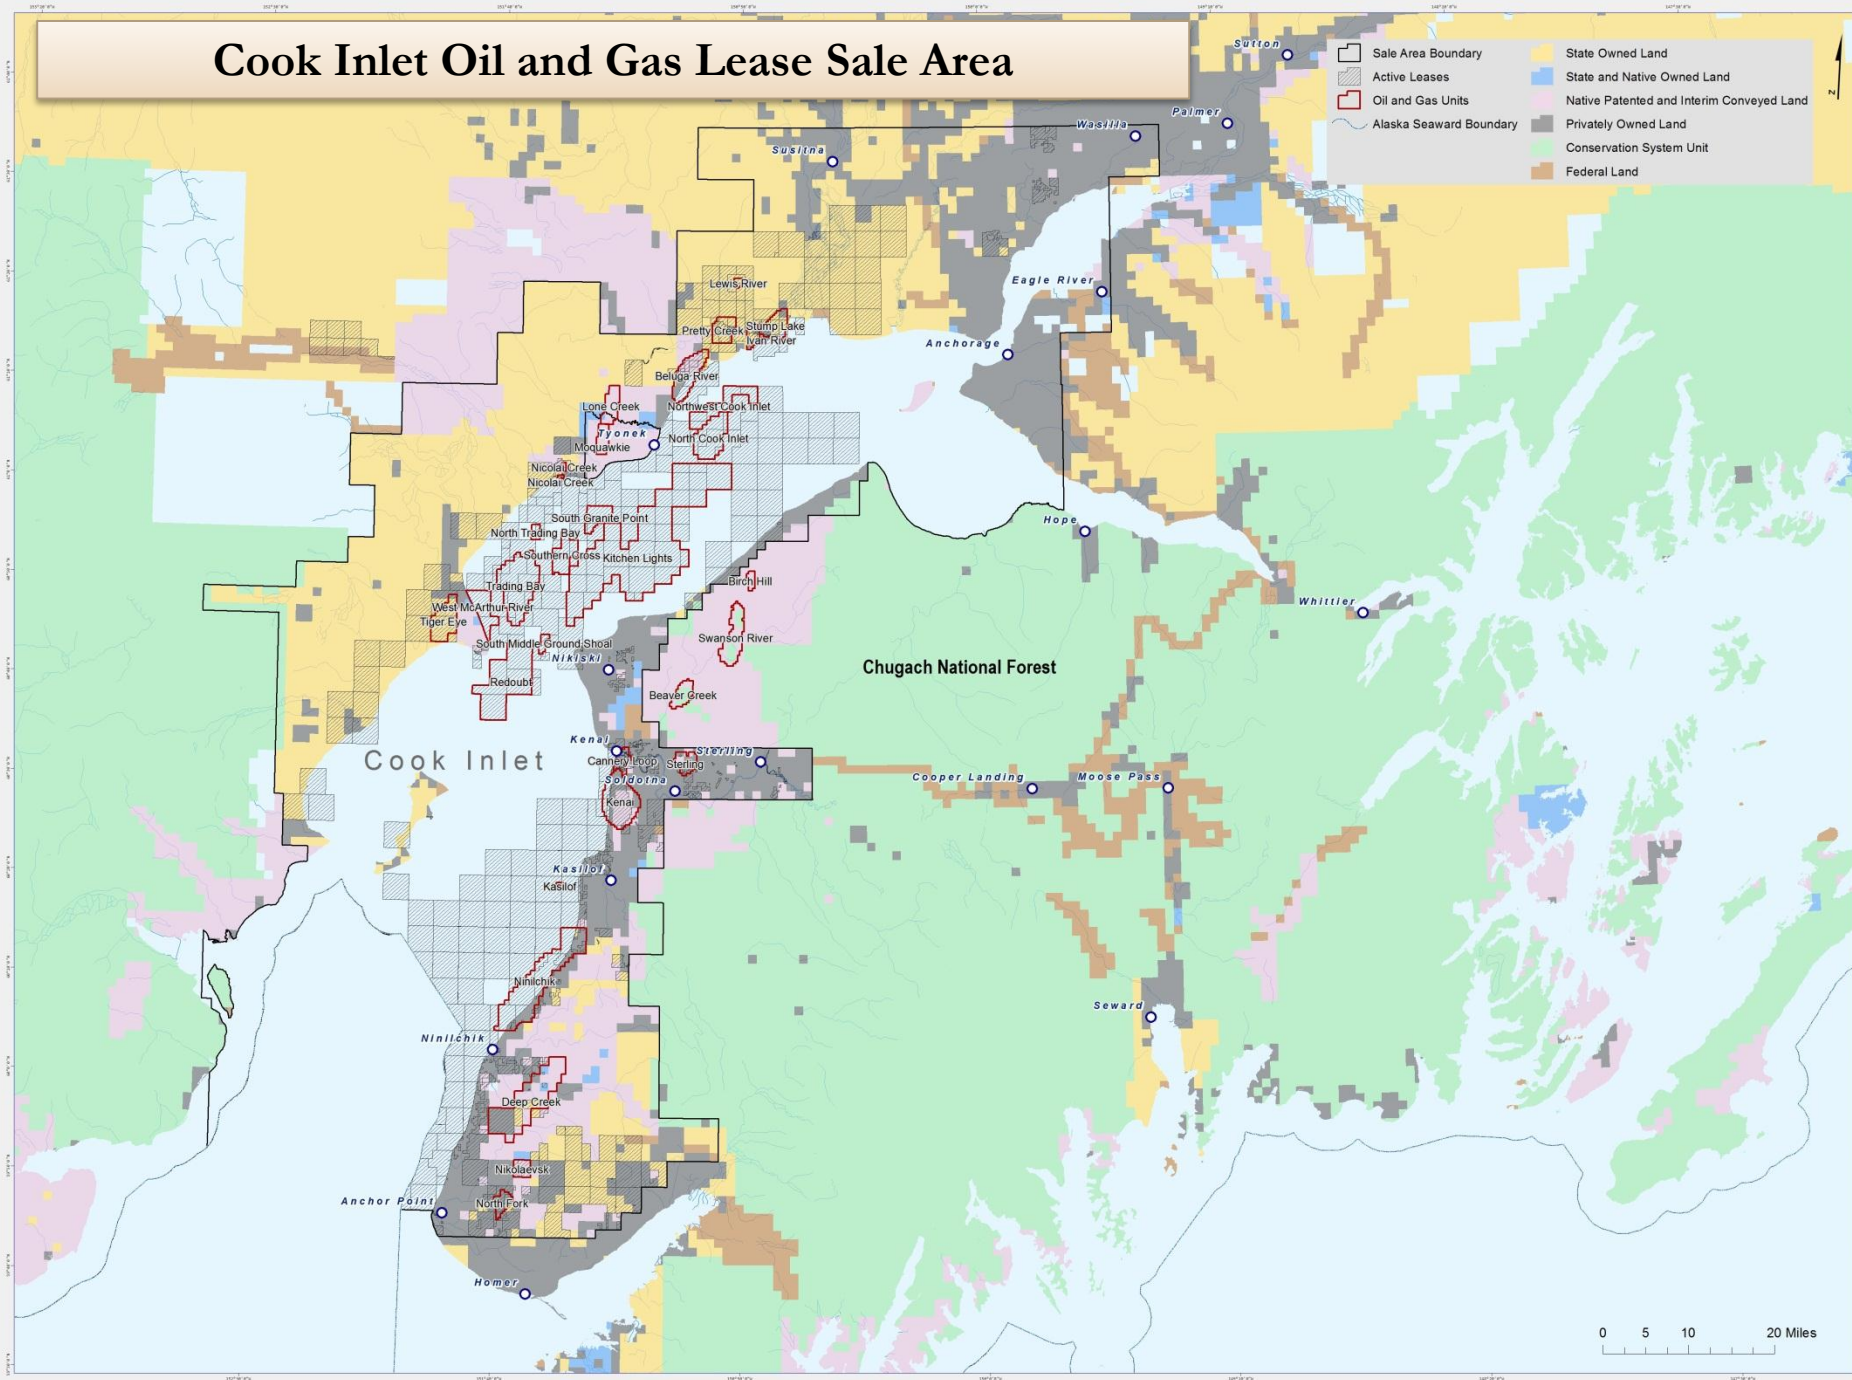 Cook Inlet Oil and Gas Lease Sale Area
Sale Area Boundary
Active Leases
Oil and Gas Units
Alaska Seaward Boundary
State Owned Land
State and Native Owned Land
Native Patented and Interim Conveyed Land
Privately Owned Land
Conservation System Unit
Federal Land
N
Sutton
Palmer
Wasilla
Susitna
Eagle River
Lewis River
Pretty Creek
Stump Lake
Ivan River
Anchorage
Beluga River
Lone Creek
Northwest Cook Inlet
Tyonek
North Cook Inlet
Moquawkie
Nicolai Creek
Nicolai Creek
South Granite Point
Hope
North Trading Bay
Southern Cross
Kitchen Lights
Birch Hill
Trading Bay
West McArthur River
Whittier
Tiger Eye
Swanson River
South Middle Ground Shoal
Nikiski
Chugach National Forest
Redoubt
Beaver Creek
Kenai
Sterling
Cook Inlet
Cannery Loop
Sterling
Soldotna
Cooper Landing
Moose Pass
Kenai
Kasilof
Kasilof
Ninilchik
Seward
Ninilchik
Deep Creek
Nikolaevsk
Anchor Point
North Fork
Homer
0 5 10 20 Miles